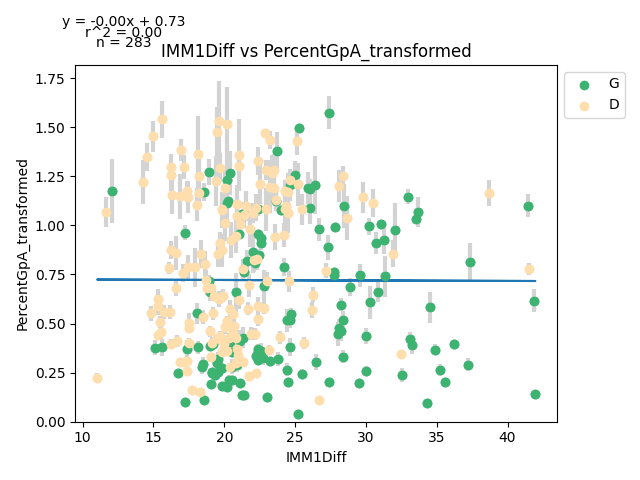 y = -0.00x + 0.73
r^2 = 0.00
n = 283
IMM1Diff vs PercentGpA_transformed
G
D
PercentGpA_transformed
1.75
1.50
1.25
1.00
0.75
0.50
0.25
0.00
10 15 20 25 30 35 40
IMM1Diff